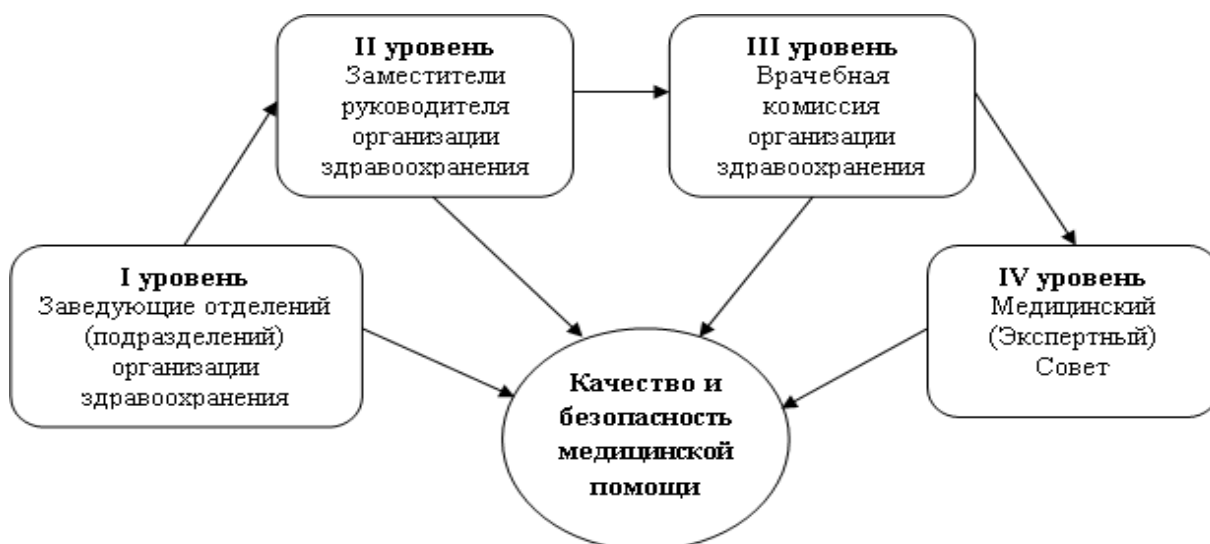 II уровень
Заместители
руководителя
организации
здравоохранения
III уровень
Врачебная
комиссия
организации
здравоохранения
I уровень
Заведующие отделений
(подразделений)
организации
здравоохранения
IV уровень
Медицинский
(Экспертный)
Совет
Качество и
безопасность
медицинской
помощи